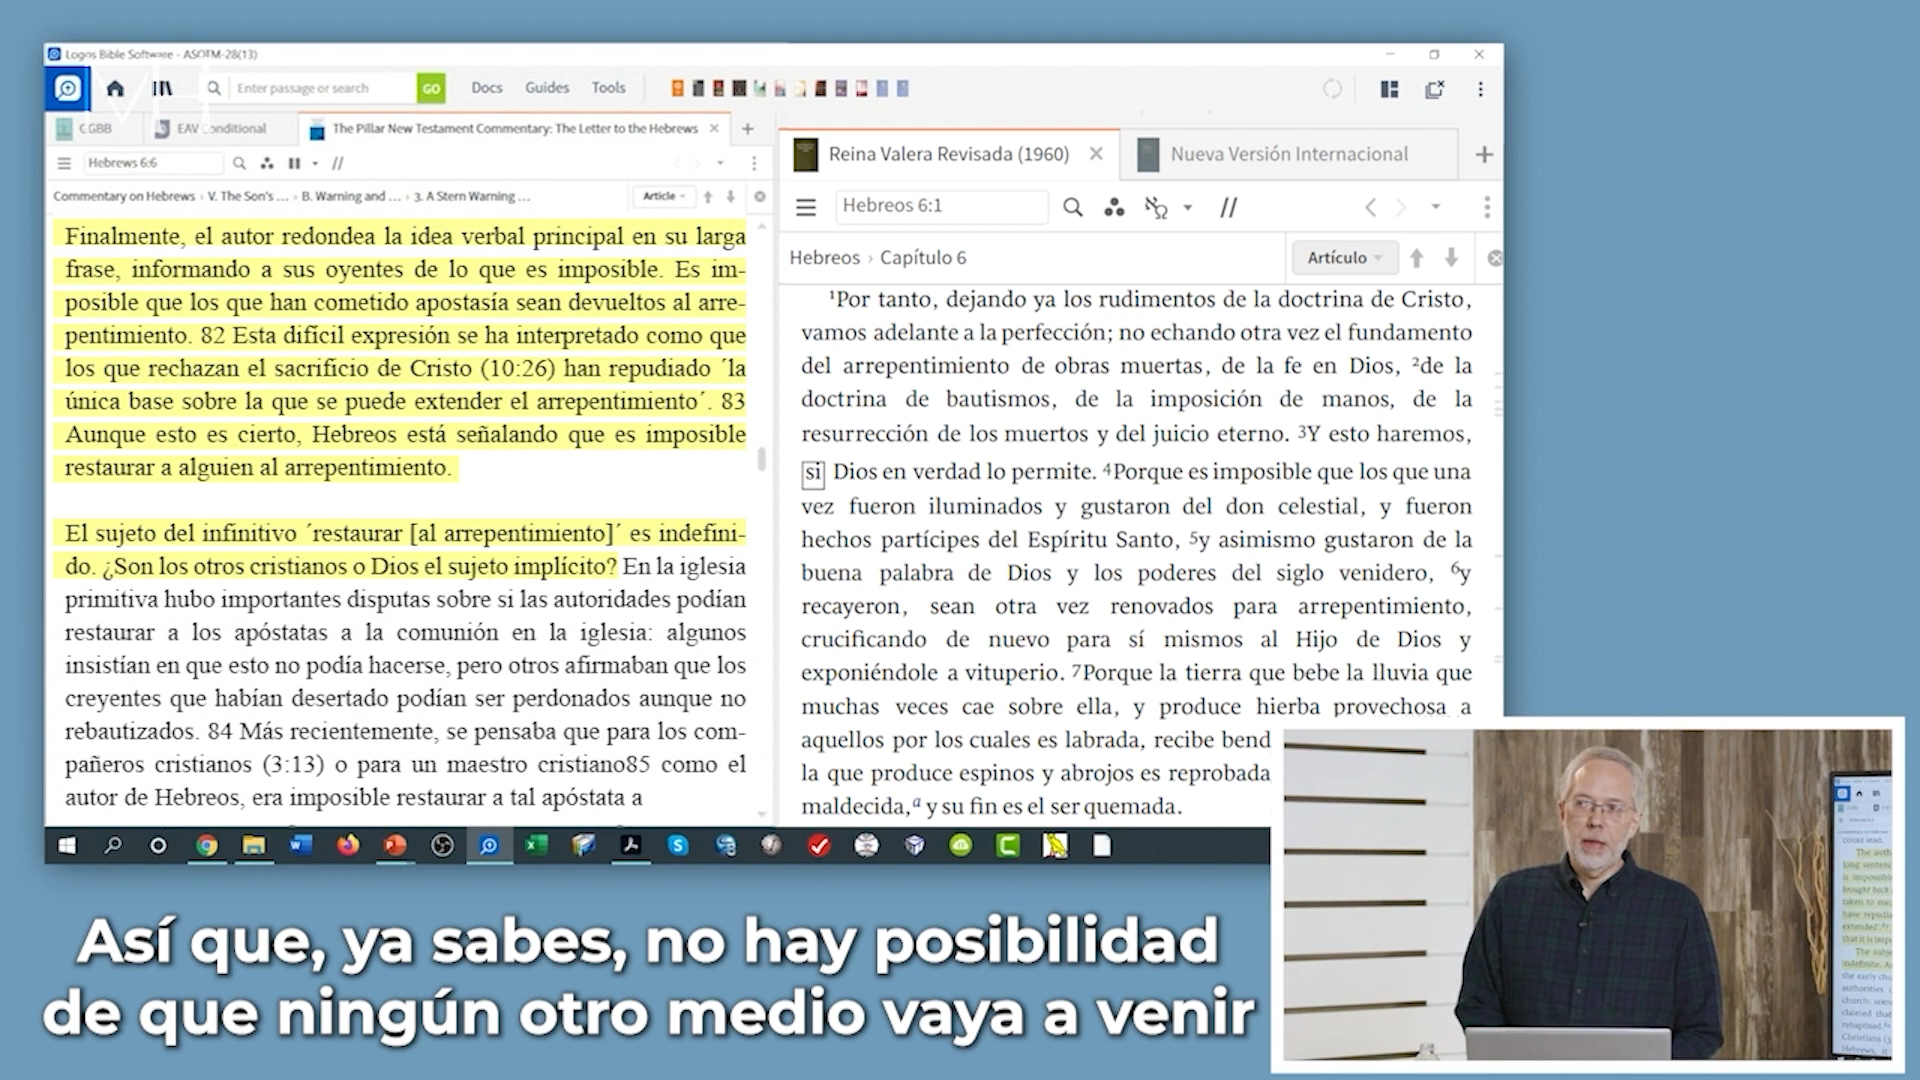 Logos Bible Software - ASOTM-28(13)
MH
Enter passage or search
GO
Docs
Guides
Tools
CGBB
EAV Conditional
The Pillar New Testament Commentary: The Letter to the Hebrews
Hebrews 6:6
Commentary on Hebrews › V. The Son's ... › B. Warning and ... › 3. A Stern Warning ...
Article
Finalmente, el autor redondea la idea verbal principal en su larga
frase, informando a sus oyentes de lo que es imposible. Es im-
posible que los que han cometido apostasía sean devueltos al arre-
pentimiento. 82 Esta difícil expresión se ha interpretado como que
los que rechazan el sacrificio de Cristo (10:26) han repudiado ´la
única base sobre la que se puede extender el arrepentimiento´. 83
Aunque esto es cierto, Hebreos está señalando que es imposible
restaurar a alguien al arrepentimiento.
El sujeto del infinitivo ´restaurar [al arrepentimiento]´ es indefini-
do. ¿Son los otros cristianos o Dios el sujeto implícito? En la iglesia
primitiva hubo importantes disputas sobre si las autoridades podían
restaurar a los apóstatas a la comunión en la iglesia: algunos
insistían en que esto no podía hacerse, pero otros afirmaban que los
creyentes que habían desertado podían ser perdonados aunque no
rebautizados. 84 Más recientemente, se pensaba que para los com-
pañeros cristianos (3:13) o para un maestro cristiano85 como el
autor de Hebreos, era imposible restaurar a tal apóstata a
Reina Valera Revisada (1960)
Nueva Versión Internacional
Hebreos 6:1
Hebreos › Capítulo 6
Artículo
¹Por tanto, dejando ya los rudimentos de la doctrina de Cristo,
vamos adelante a la perfección; no echando otra vez el fundamento
del arrepentimiento de obras muertas, de la fe en Dios, ²de la
doctrina de bautismos, de la imposición de manos, de la
resurrección de los muertos y del juicio eterno. ³Y esto haremos,
si Dios en verdad lo permite. ⁴Porque es imposible que los que una
vez fueron iluminados y gustaron del don celestial, y fueron
hechos partícipes del Espíritu Santo, ⁵y asimismo gustaron de la
buena palabra de Dios y los poderes del siglo venidero, ⁶y
recayeron, sean otra vez renovados para arrepentimiento,
crucificando de nuevo para sí mismos al Hijo de Dios y
exponiéndole a vituperio. ⁷Porque la tierra que bebe la lluvia que
muchas veces cae sobre ella, y produce hierba provechosa a
aquellos por los cuales es labrada, recibe bend
la que produce espinos y abrojos es reprobada
maldecida,ᵃ y su fin es el ser quemada.
Así que, ya sabes, no hay posibilidad
de que ningún otro medio vaya a venir